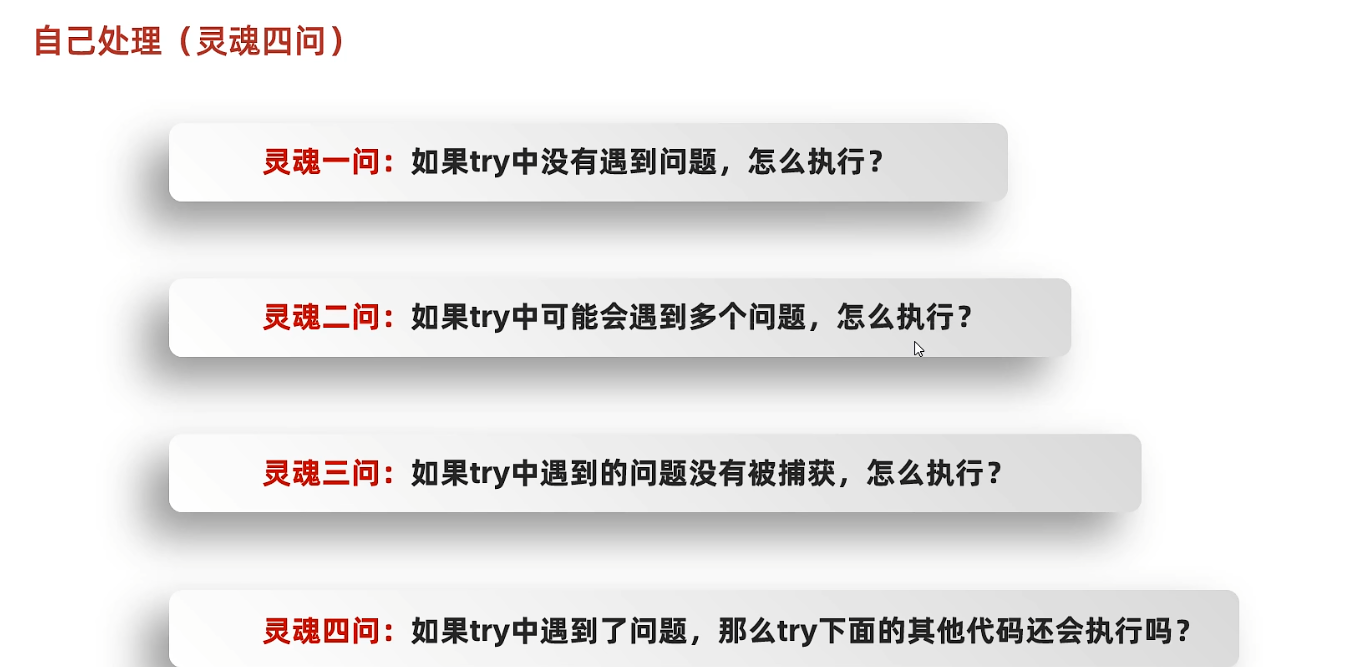 自己处理（灵魂四问）
灵魂一问：如果try中没有遇到问题，怎么执行？
灵魂二问：如果try中可能会遇到多个问题，怎么执行？
灵魂三问：如果try中遇到的问题没有被捕获，怎么执行？
灵魂四问：如果try中遇到了问题，那么try下面的其他代码还会执行吗？